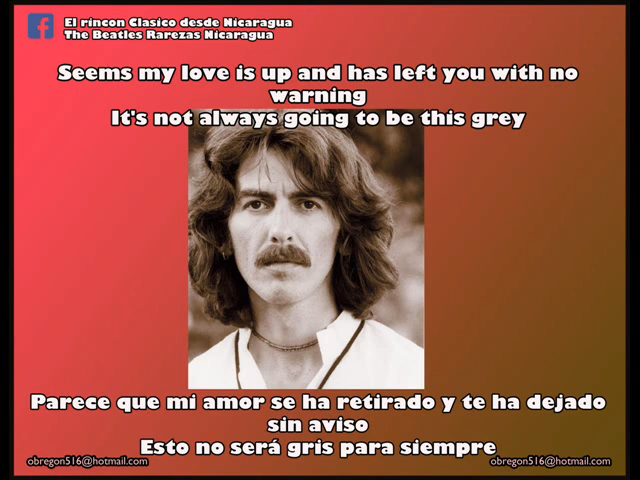 El rincon Clasico desde Nicaragua
The Beatles Rarezas Nicaragua
Seems my love is up and has left you with no
warning
It's not always going to be this grey
Parece que mi amor se ha retirado y te ha dejado
sin aviso
Esto no será gris para siempre
obregon516@hotmail.com
obregon516@hotmail.com